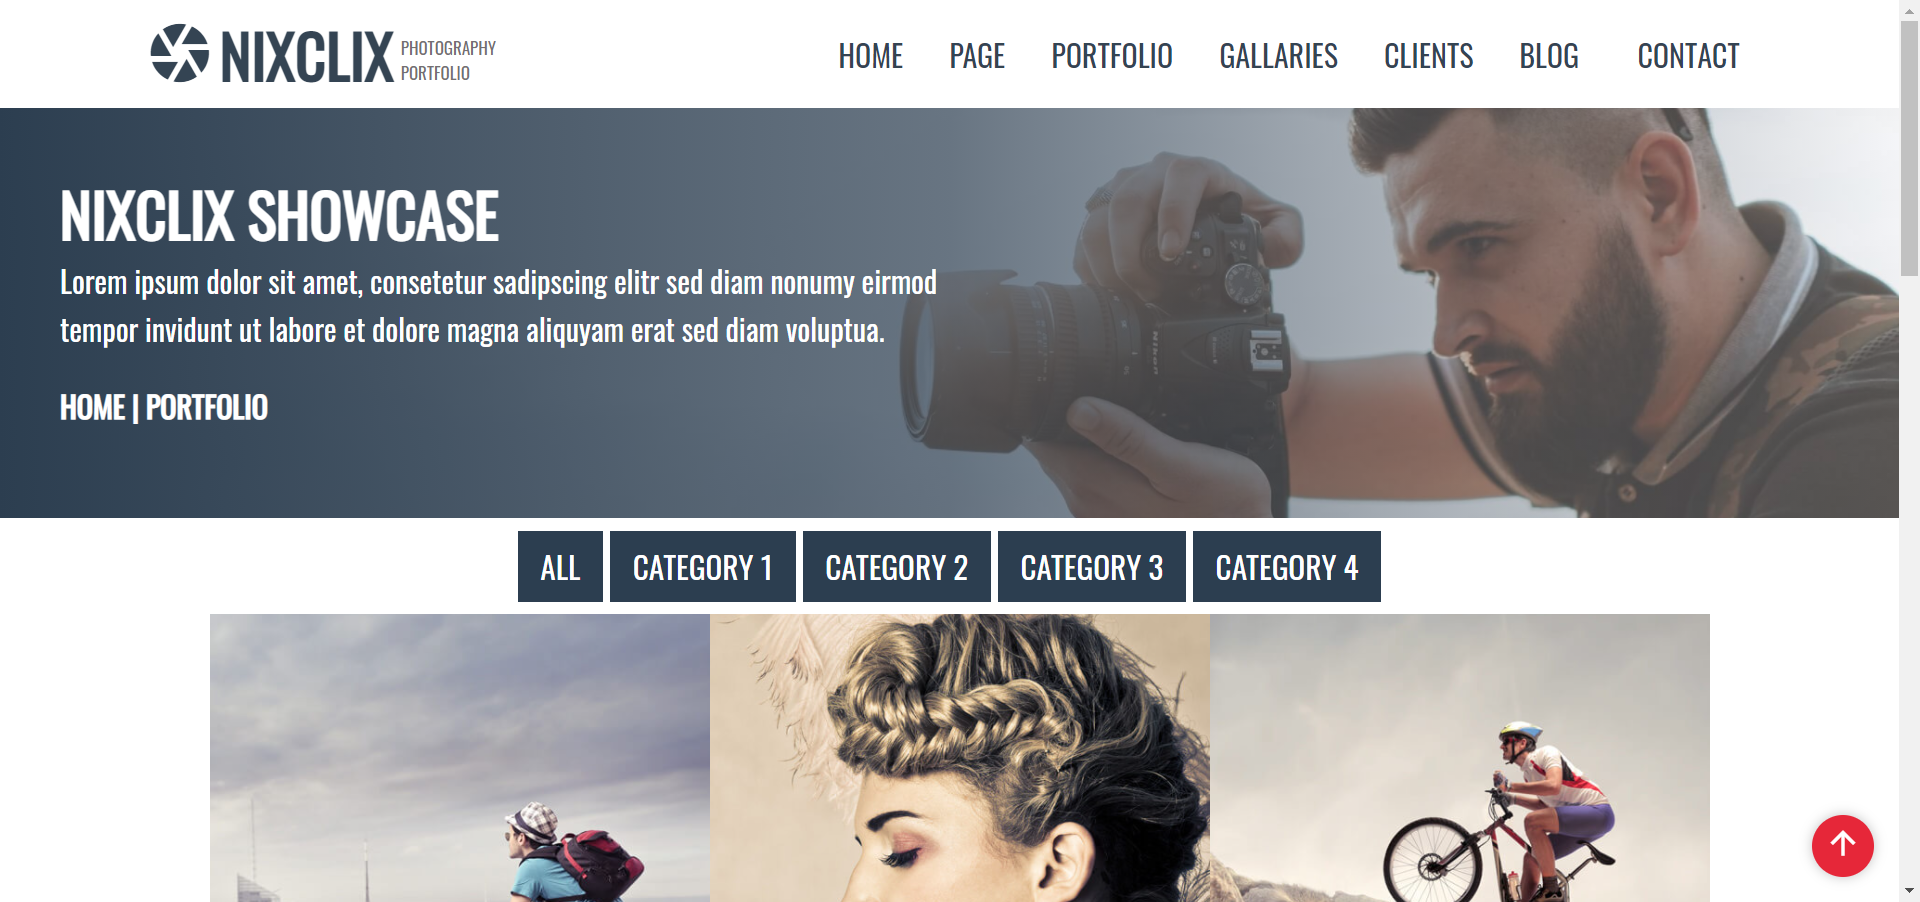 NIXCLIX
PHOTOGRAPHY
PORTFOLIO
HOME PAGE PORTFOLIO GALLARIES CLIENTS BLOG CONTACT
NIXCLIX SHOWCASE
Lorem ipsum dolor sit amet, consetetur sadipscing elitr sed diam nonumy eirmod
tempor invidunt ut labore et dolore magna aliquyam erat sed diam voluptua.
HOME | PORTFOLIO
Nikon
ALL CATEGORY 1 CATEGORY 2 CATEGORY 3 CATEGORY 4